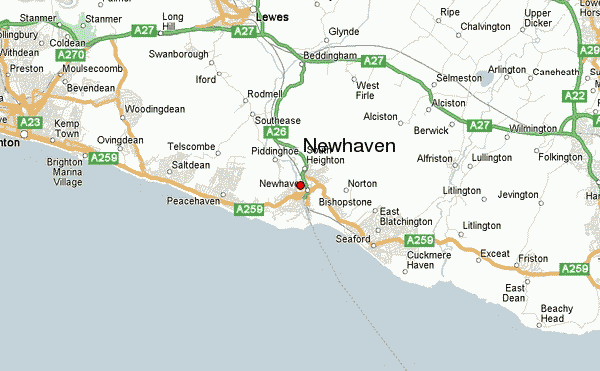 Stanmer
Stanmer
A27
Long
Hill
A27
Lewes
Ripe
Upper
Dicker
Chalvington
Glynde
Coldean
A270
Withdean
Swanborough
Beddingham
A27
Preston
Moulsecoomb
Bevendean
Iford
Rodmell
West
Firle
Selmeston
Arlington
Caneheath
A22
Woodingdean
Southease
Alciston
Alciston
A23
Kemp
Town
Ovingdean
A26
Newhaven
Berwick
A27
Wilmington
A259
Brighton
Marina
Village
Telscombe
Saltdean
Piddinghoe
South
Heighton
Alfriston
Lullington
Folkington
Peacehaven
A259
Norton
Bishopstone
Litlington
Jevington
East
Blatchington
Litlington
Seaford
A259
Cuckmere
Haven
Exceat
Friston
A259
East
Dean
Beachy
Head